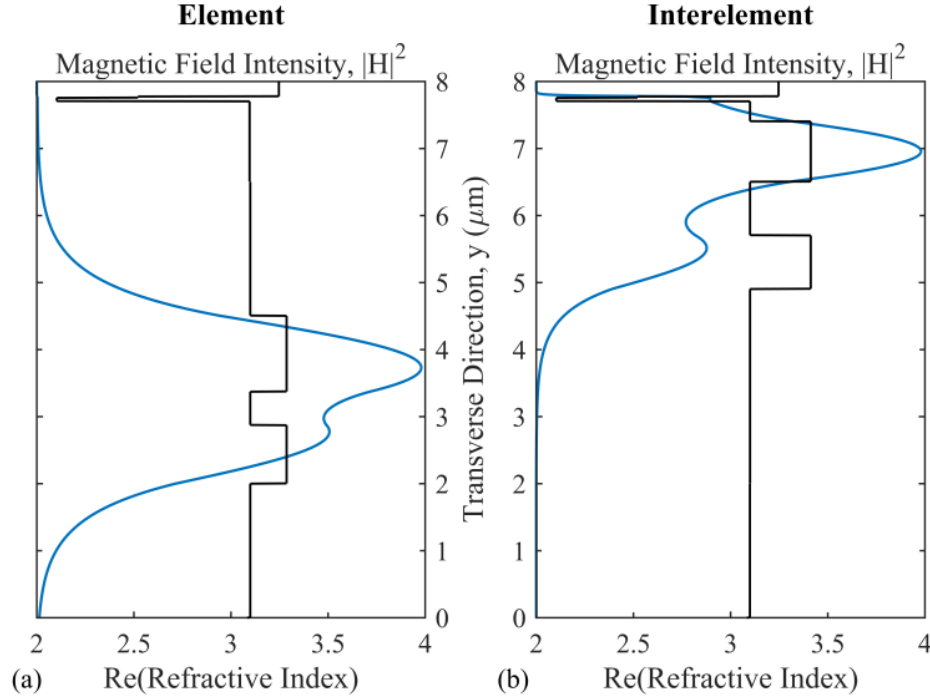 Element Interelement
Magnetic Field Intensity, |H|² Magnetic Field Intensity, |H|²
8 8
7 7
6 6
5 5
4 4
3 3
2 2
1 1
0 0
Transverse Direction, y (μm)
2 2.5 3 3.5 4 2 2.5 3 3.5 4
(a) Re(Refractive Index) (b) Re(Refractive Index)